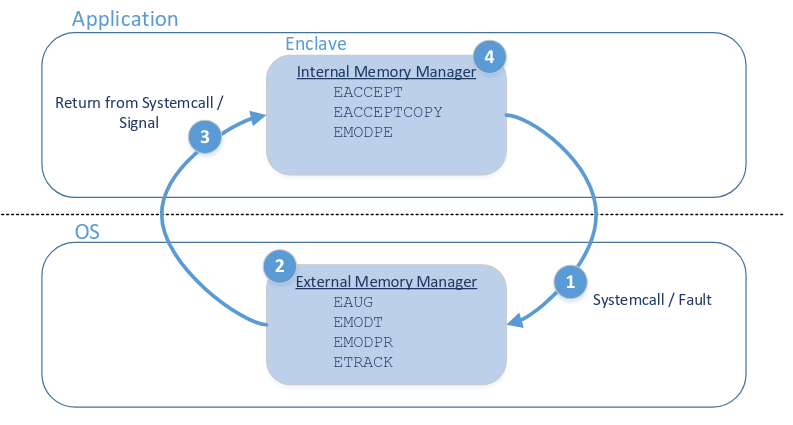 Application
Enclave
4
Internal Memory Manager
EACCEPT
EACCEPTCOPY
EMODPE
Return from Systemcall /
Signal
3
OS
2
External Memory Manager
EAUG
EMODT
EMODPR
ETRACK
1
Systemcall / Fault